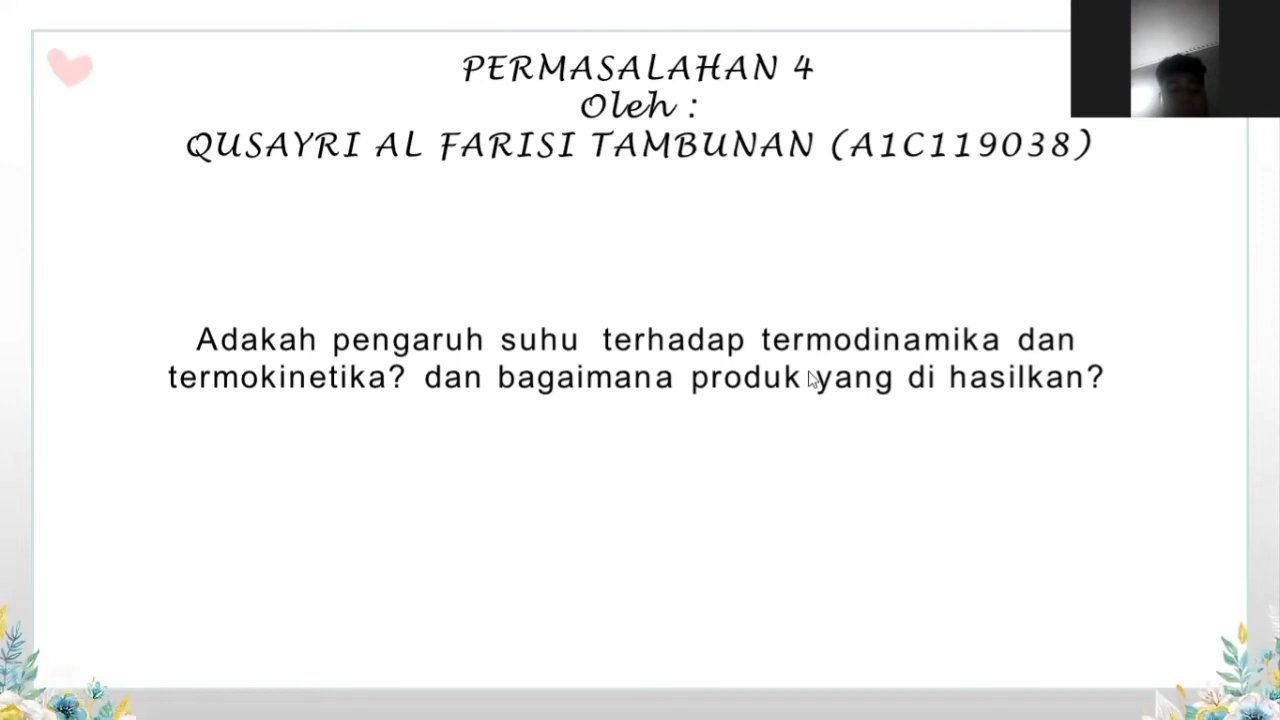 PERMASALAHAN 4
Oleh :
QUSAYRI AL FARISI TAMBUNAN (A1C119038)
Adakah pengaruh suhu terhadap termodinamika dan
termokinetika? dan bagaimana produk yang di hasilkan?